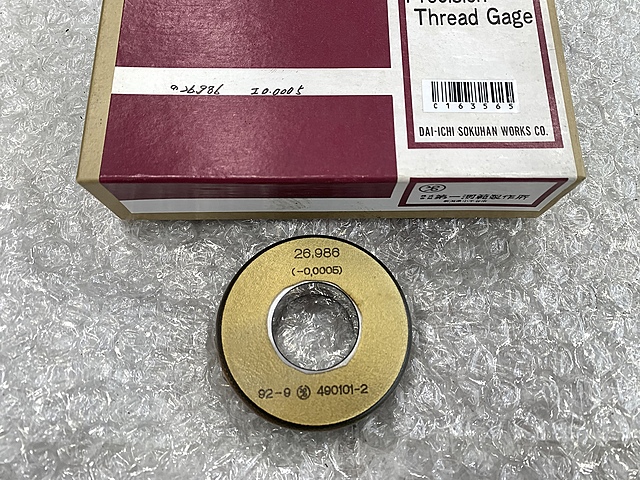 Precision
Thread Gage
C163565
DAI-ICHI SOKUHAN WORKS CO.
φ26.986 I0.0005
第一測範製作所
26,986
(-0,0005)
92-9 490101-2